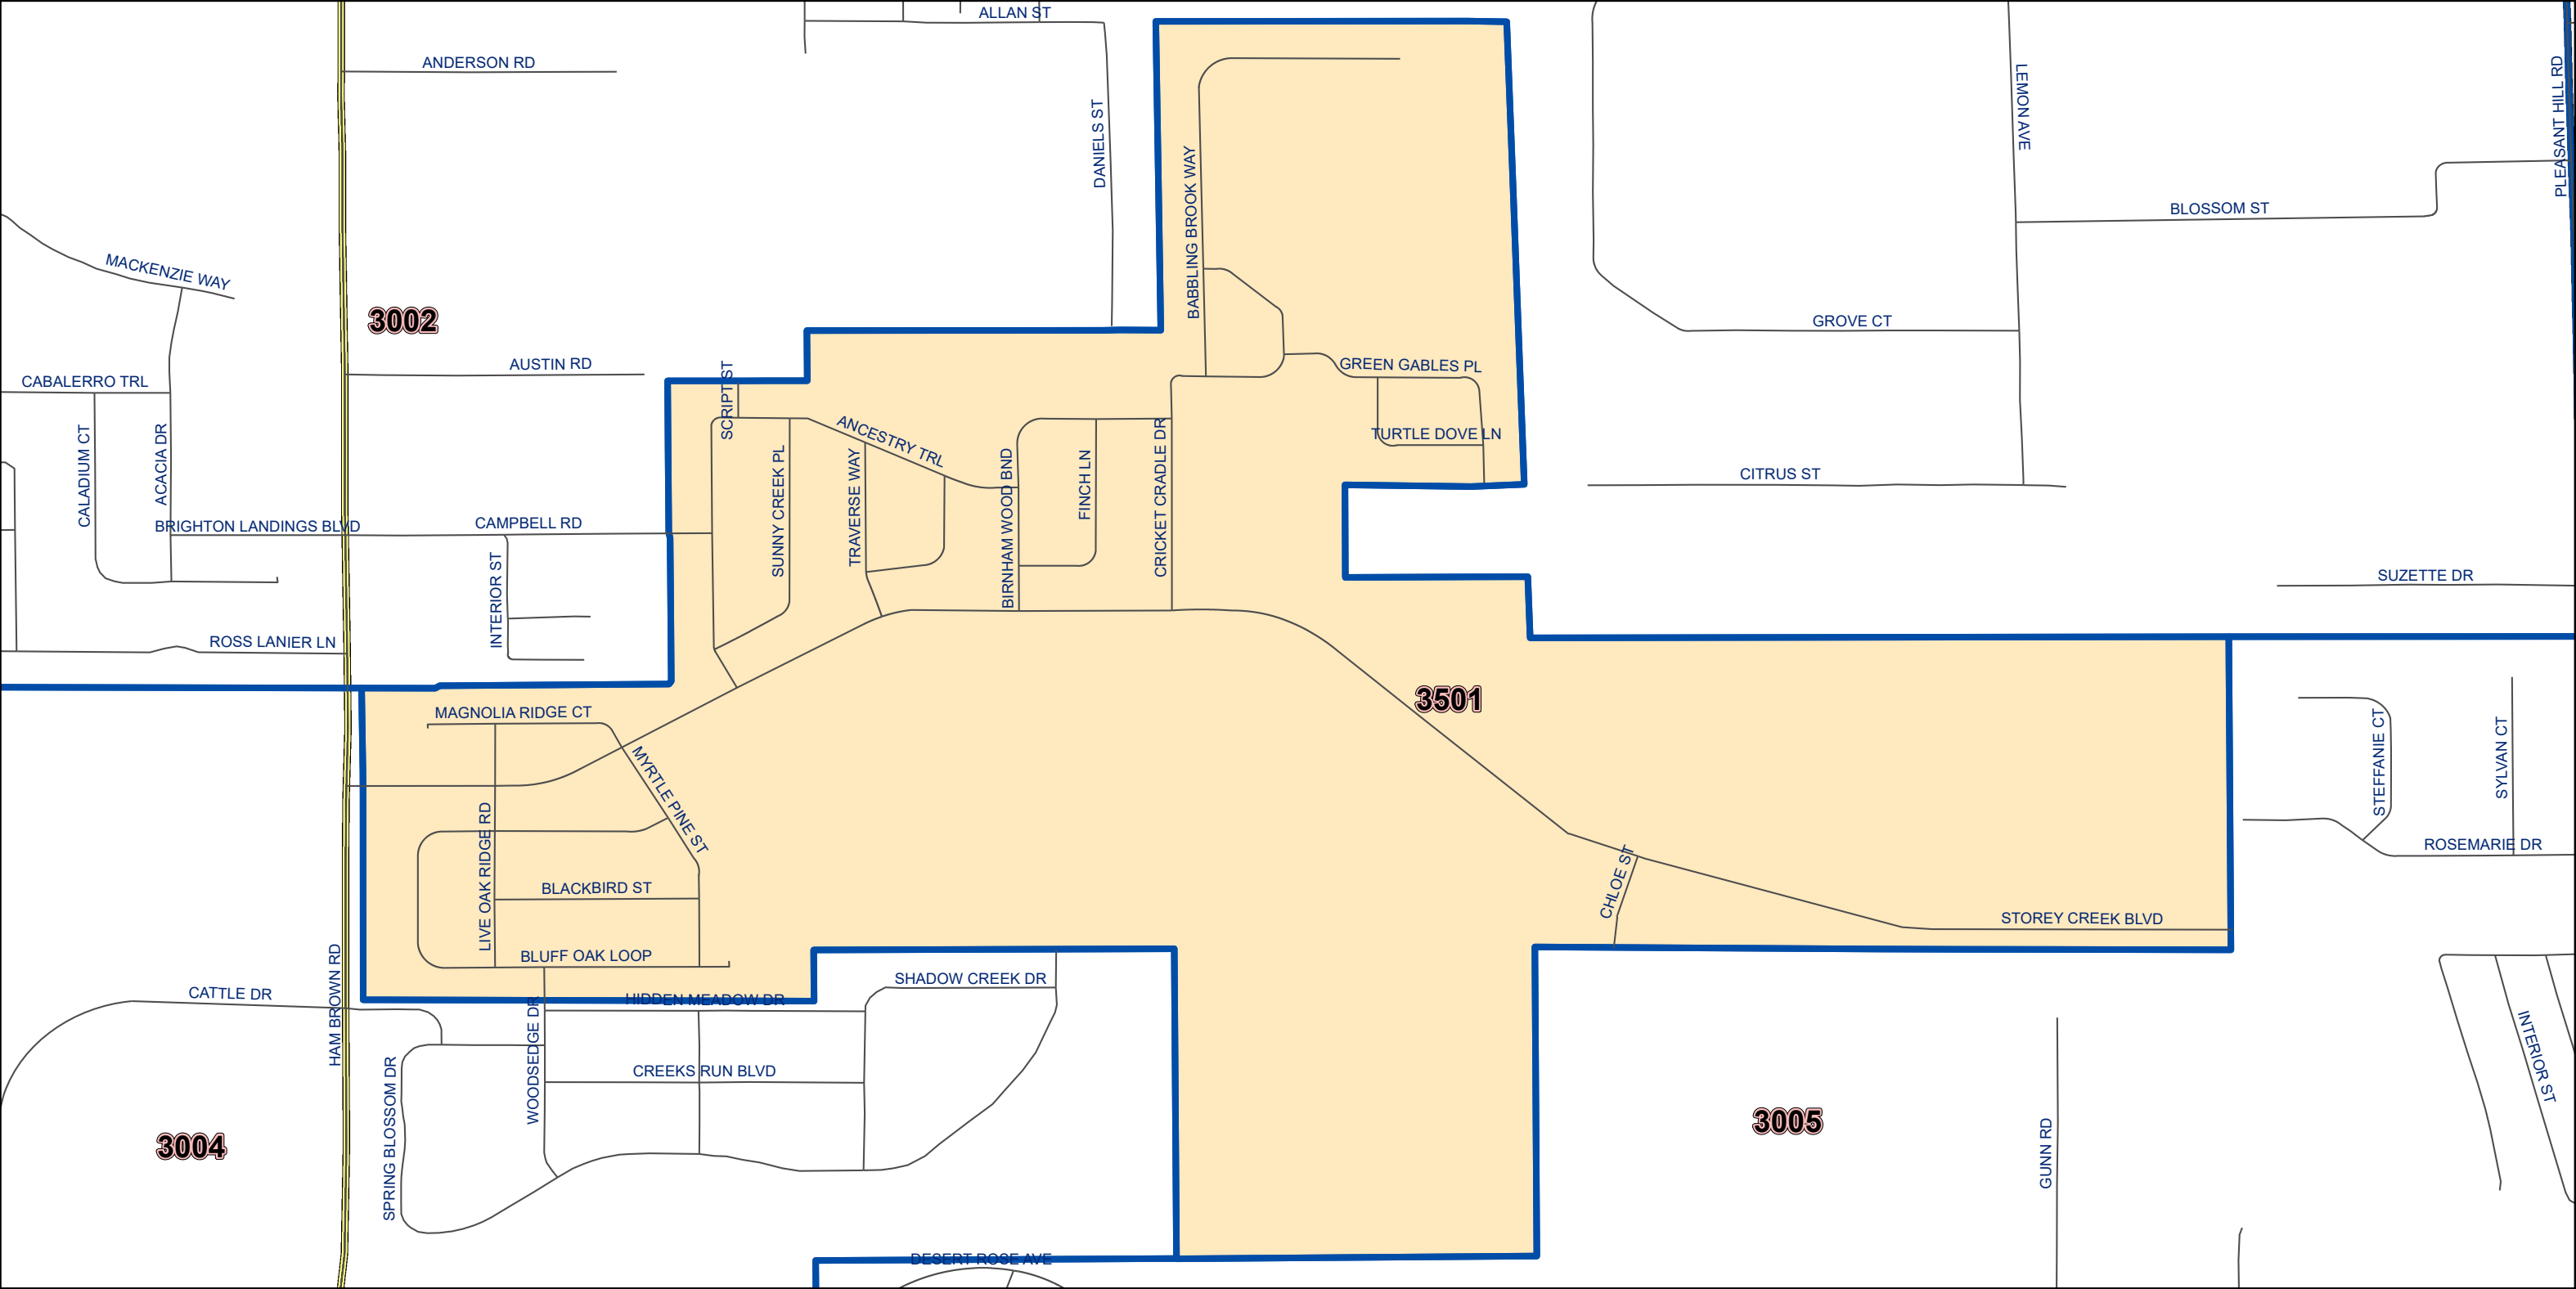 ALLAN ST
ANDERSON RD
DANIELS ST
LEMON AVE
PLEASANT HILL RD
BABBLING BROOK WAY
BLOSSOM ST
MACKENZIE WAY
3002
GROVE CT
AUSTIN RD
GREEN GABLES PL
CABALERRO TRL
SCRIPT ST
ANCESTRY TRL
TURTLE DOVE LN
CALADIUM CT
ACACIA DR
SUNNY CREEK PL
TRAVERSE WAY
BIRNHAM WOOD BND
FINCH LN
CRICKET CRADLE DR
CITRUS ST
BRIGHTON LANDINGS BLVD
CAMPBELL RD
INTERIOR ST
SUZETTE DR
ROSS LANIER LN
3501
MAGNOLIA RIDGE CT
MYRTLE PINE ST
STEFFANIE CT
SYLVAN CT
LIVE OAK RIDGE RD
ROSEMARIE DR
CHLOE ST
BLACKBIRD ST
STOREY CREEK BLVD
BLUFF OAK LOOP
HAM BROWN RD
SHADOW CREEK DR
CATTLE DR
HIDDEN MEADOW DR
WOODSEDGE DR
INTERIOR ST
CREEKS RUN BLVD
SPRING BLOSSOM DR
3005
3004
GUNN RD
DESERT ROSE AVE